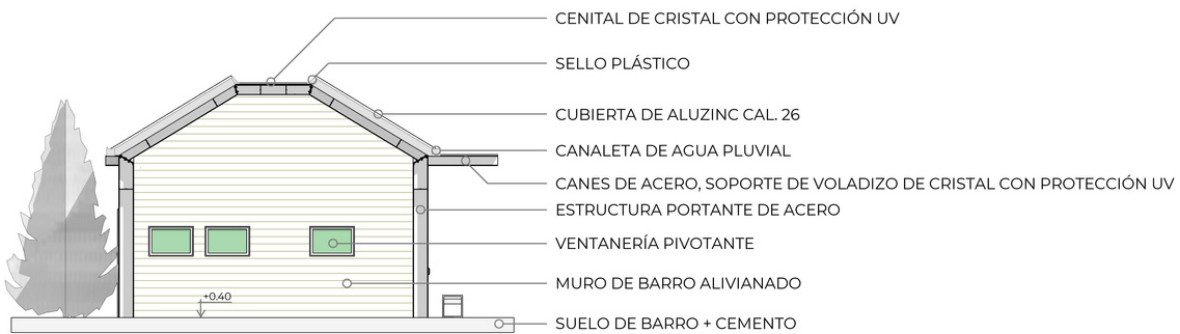 CENITAL DE CRISTAL CON PROTECCIÓN UV
SELLO PLÁSTICO
CUBIERTA DE ALUZINC CAL. 26
CANALETA DE AGUA PLUVIAL
CANES DE ACERO, SOPORTE DE VOLADIZO DE CRISTAL CON PROTECCIÓN UV
ESTRUCTURA PORTANTE DE ACERO
VENTANERÍA PIVOTANTE
MURO DE BARRO ALIVIANADO
+0.40
SUELO DE BARRO + CEMENTO